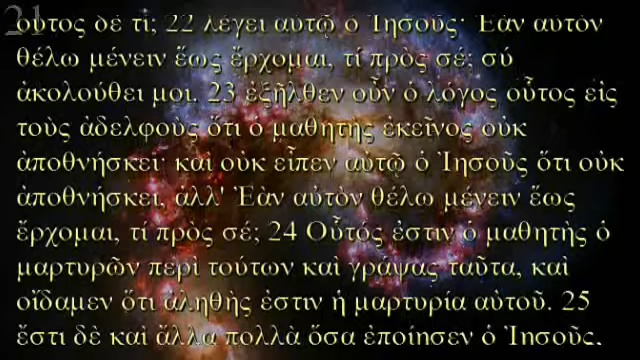 21
οὗτος δὲ τί; 22 λέγει αὐτῷ ὁ Ἰησοῦς· Ἐὰν αὐτὸν
θέλω μένειν ἕως ἔρχομαι, τί πρὸς σέ; σύ
ἀκολούθει μοι. 23 ἐξῆλθεν οὖν ὁ λόγος οὗτος εἰς
τοὺς ἀδελφοὺς ὅτι ὁ μαθητὴς ἐκεῖνος οὐκ
ἀποθνήσκει· καὶ οὐκ εἶπεν αὐτῷ ὁ Ἰησοῦς ὅτι οὐκ
ἀποθνήσκει, ἀλλ' Ἐὰν αὐτὸν θέλω μένειν ἕως
ἔρχομαι, τί πρὸς σέ; 24 Οὗτός ἐστιν ὁ μαθητὴς ὁ
μαρτυρῶν περὶ τούτων καὶ γράψας ταῦτα, καὶ
οἴδαμεν ὅτι ἀληθὴς ἐστιν ἡ μαρτυρία αὐτοῦ. 25
ἔστι δὲ καὶ ἄλλα πολλὰ ὅσα ἐποίησεν ὁ Ἰησοῦς,